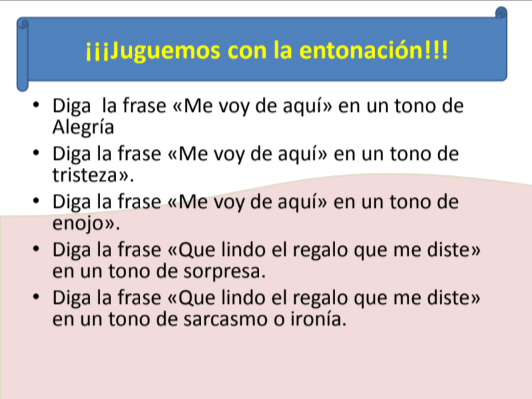 ¡¡¡Juguemos con la entonación!!!
• Diga la frase «Me voy de aquí» en un tono de
Alegría
• Diga la frase «Me voy de aquí» en un tono de
tristeza».
• Diga la frase «Me voy de aquí» en un tono de
enojo».
• Diga la frase «Que lindo el regalo que me diste»
en un tono de sorpresa.
• Diga la frase «Que lindo el regalo que me diste»
en un tono de sarcasmo o ironía.